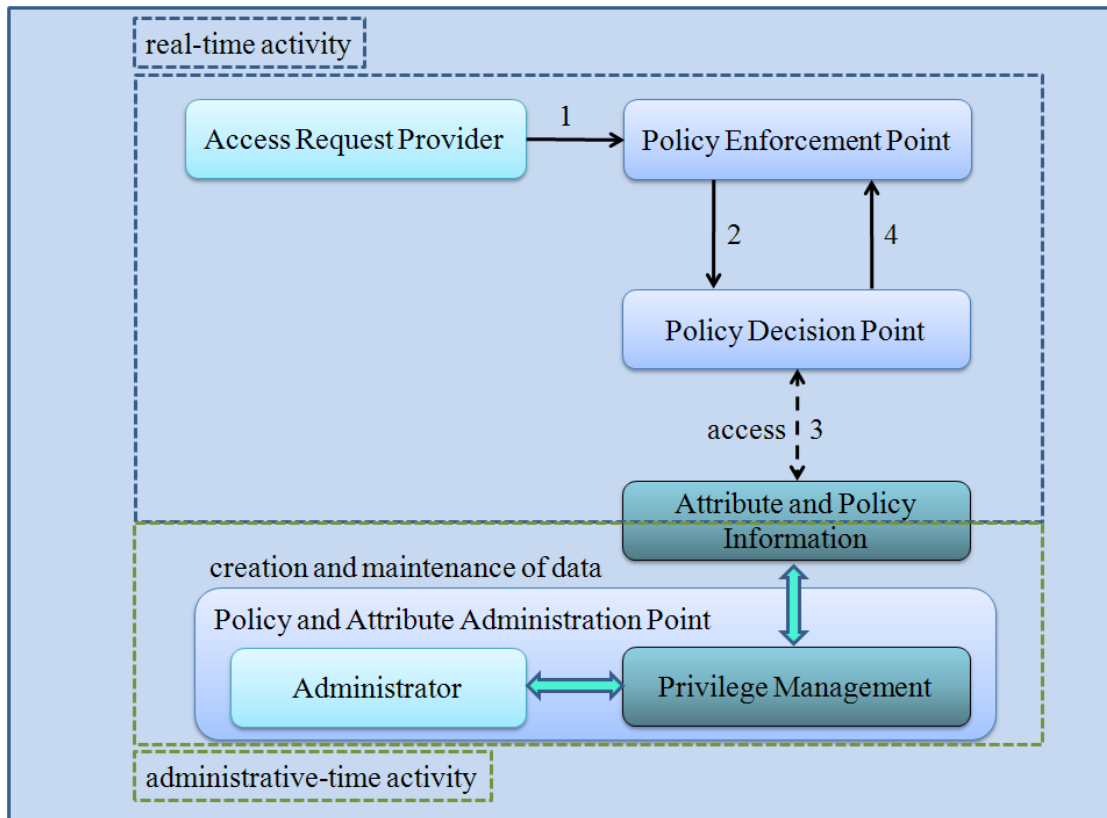 real-time activity
Access Request Provider
1
Policy Enforcement Point
2
4
Policy Decision Point
access
3
Attribute and Policy
Information
creation and maintenance of data
Policy and Attribute Administration Point
Administrator
Privilege Management
administrative-time activity